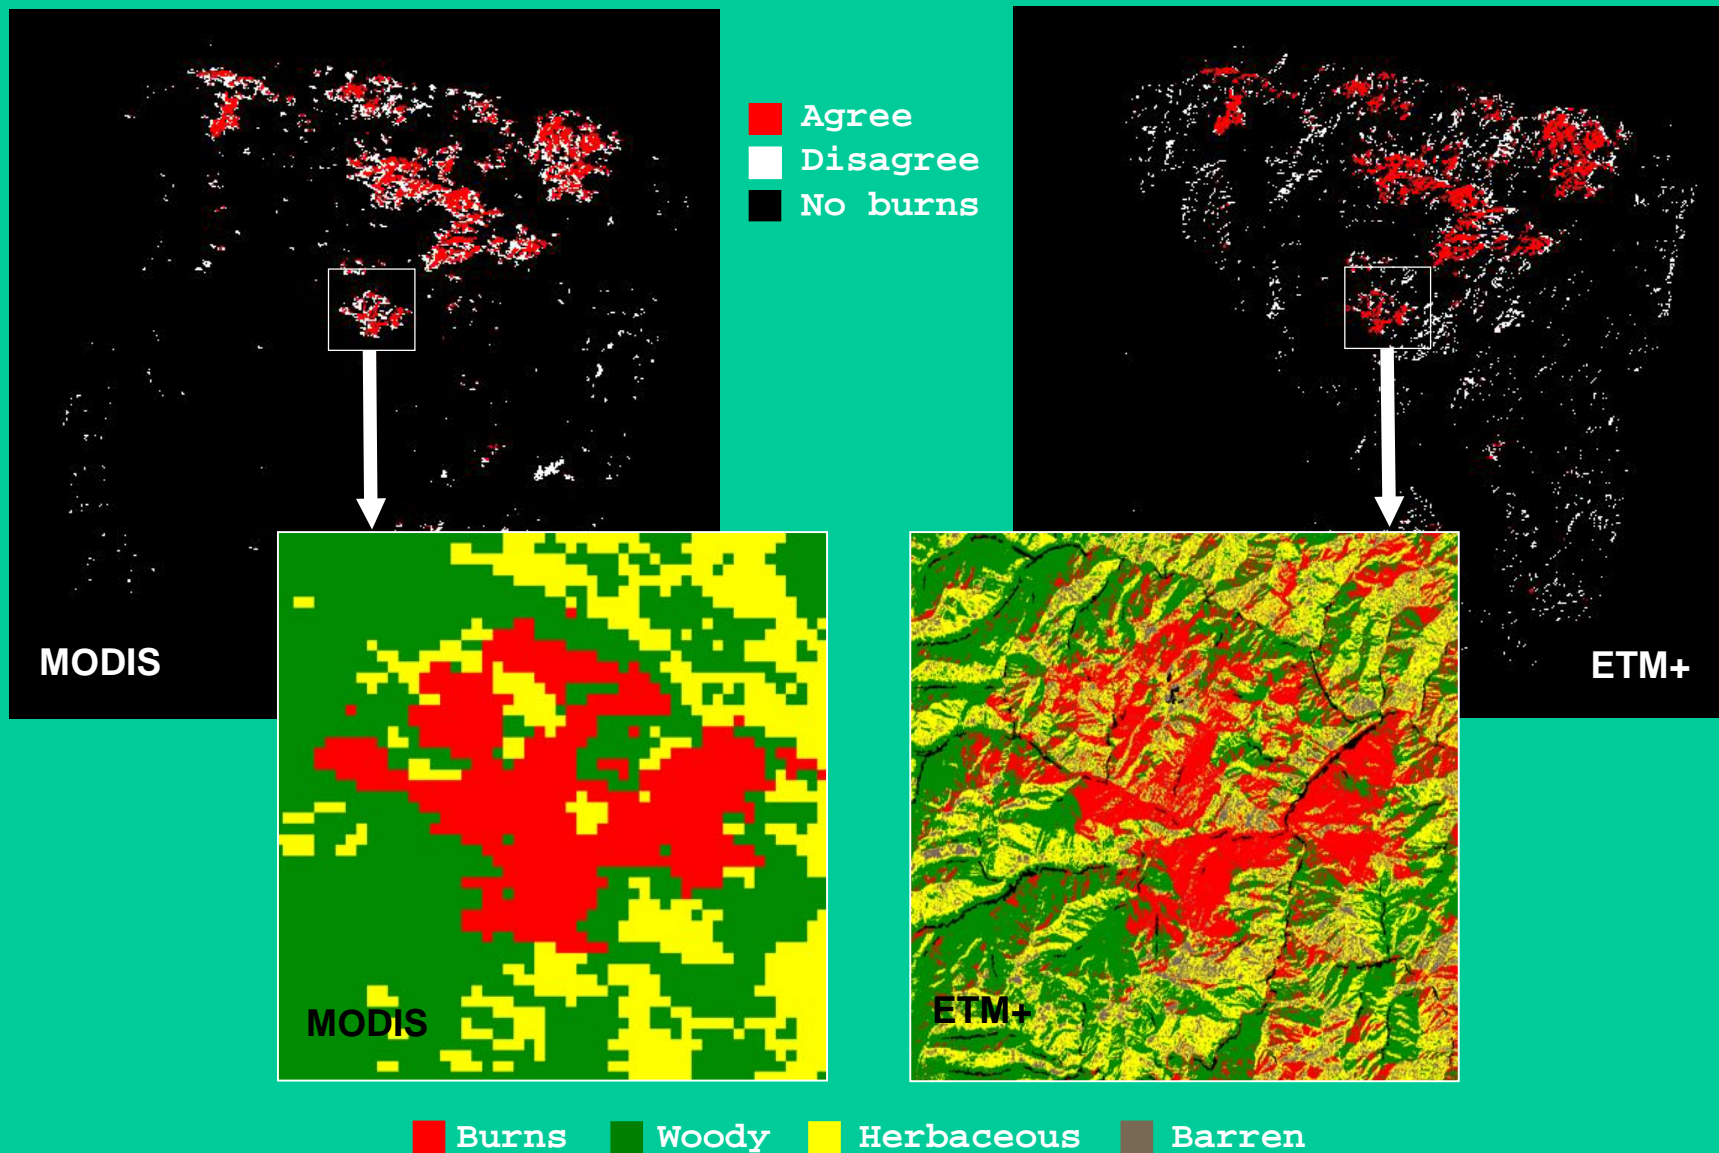 Agree
Disagree
No burns
MODIS
ETM+
MODIS
ETM+
Burns
Woody
Herbaceous
Barren